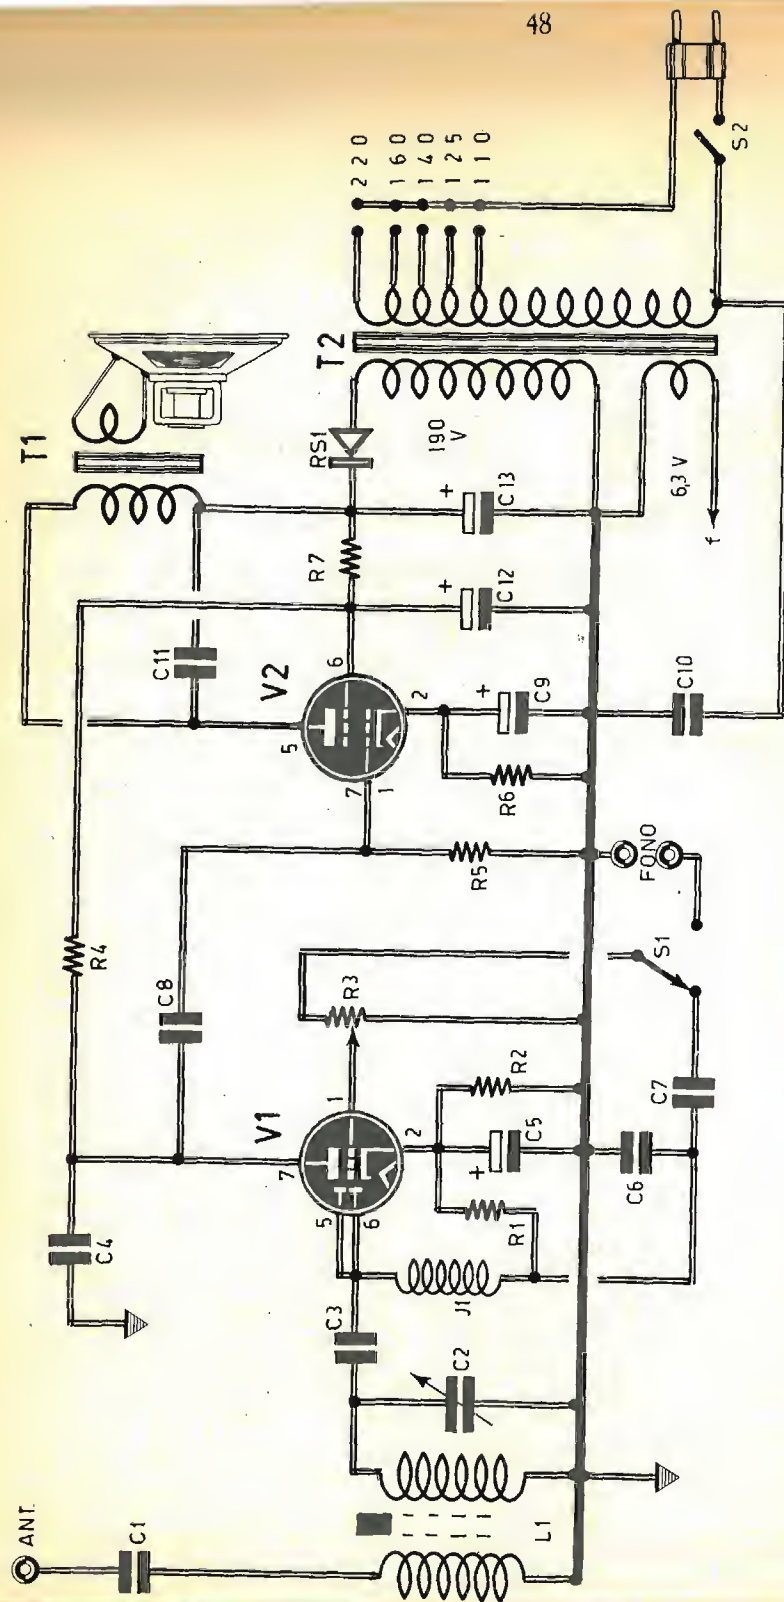 48
ANT.
C1
L1
C2
C3
C4
J1
R1
5
6
7
V1
1
2
+
C5
R2
R3
C6
C7
S1
FONO
C8
R4
R5
7
1
V2
5
6
2
R6
+
C9
C10
C11
R7
+
C12
+
C13
RS1
T1
T2
190
V
6,3 V
f
220
160
140
125
110
S2